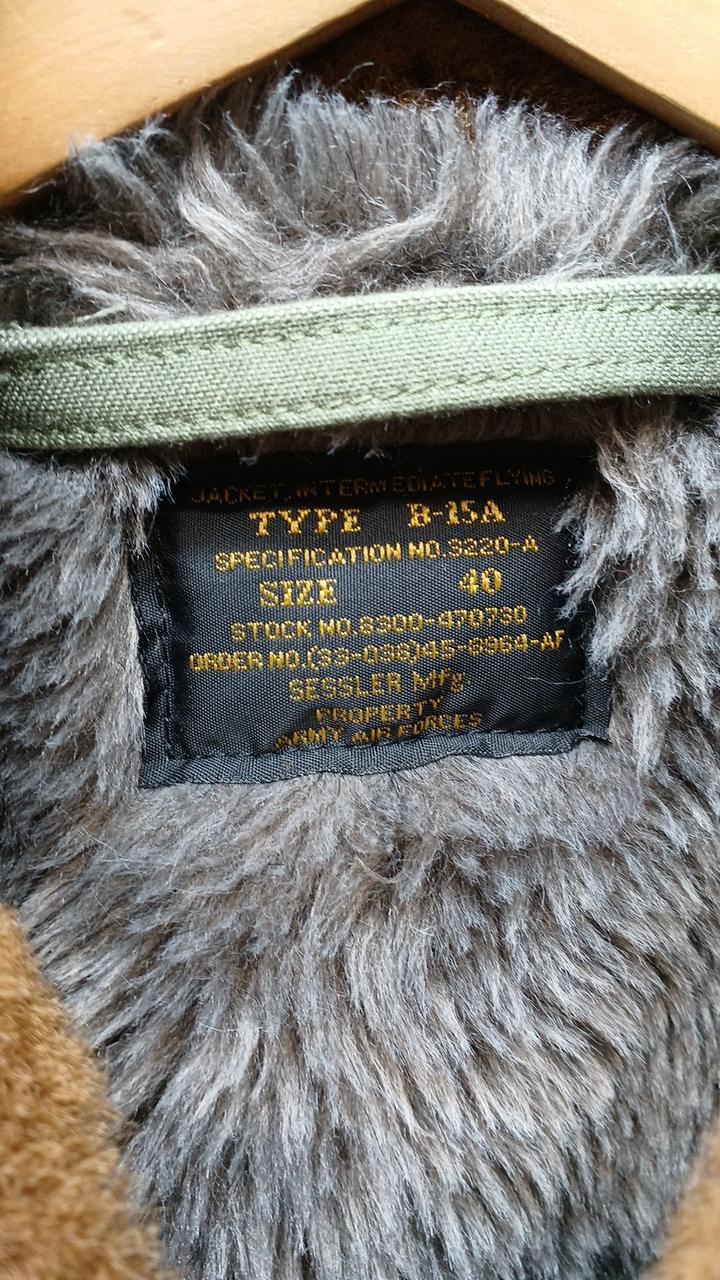 JACKET, INTERMEDIATE FLYING
TYPE B-15A
SPECIFICATION NO.3220-A
SIZE 40
STOCK NO.8300-470730
ORDER NO.(33-038)45-8964-AF
SESSLER Mfg
PROPERTY
ARMY AIR FORCES